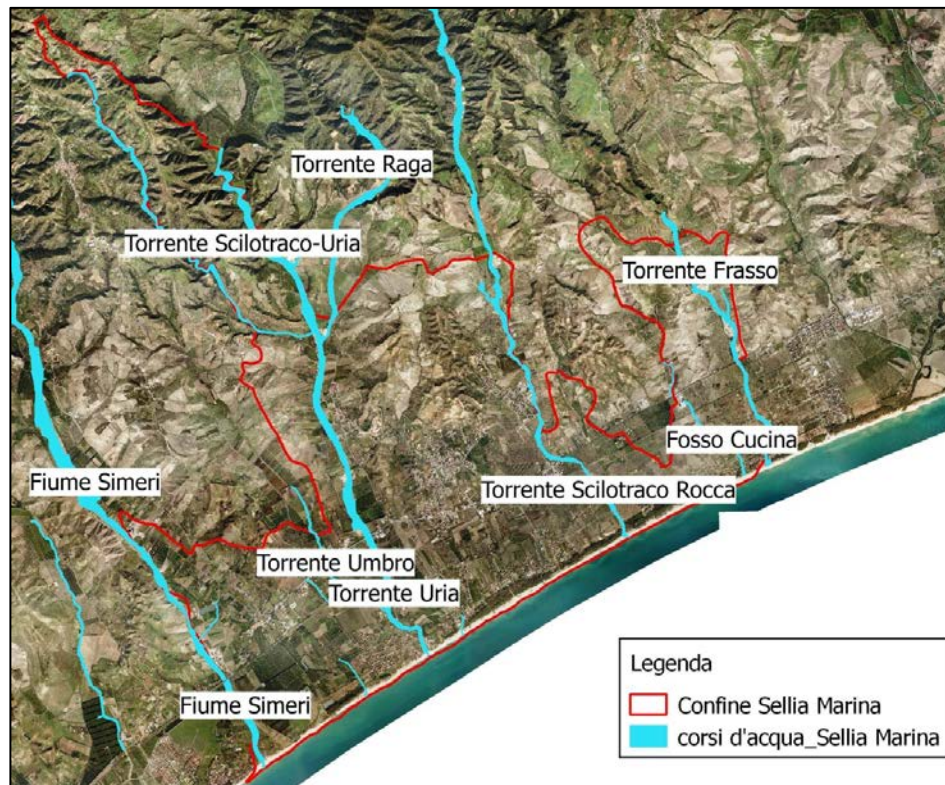 Torrente Raga
Torrente Scilotraco-Uria
Torrente Frasso
Fosso Cucina
Fiume Simeri
Torrente Scilotraco Rocca
Torrente Umbro
Torrente Uria
Fiume Simeri
Legenda
Confine Sellia Marina
corsi d'acqua_Sellia Marina